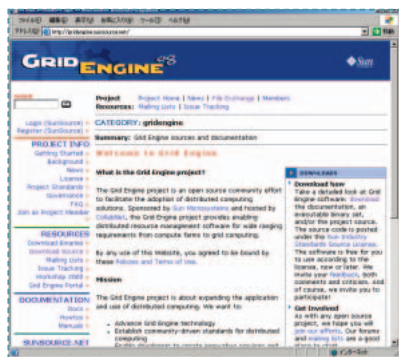 http://gridengine.sunsource.net/
GRID ENGINE
Sun
Project Project Home | News | File Exchange | Members
Resources: Mailing Lists | Issue Tracking
Login (SunSource)
Register (SunSource)
CATEGORY: gridengine
Summary: Grid Engine sources and documentation
Welcome to Grid Engine
PROJECT INFO
Getting Started
Background
News
License
Project Standards
Governance
FAQ
Join as Project Member
RESOURCES
Download Binaries
Download Source
Mailing Lists
Issue Tracking
Workshop 2003
Grid Engine Portal
DOCUMENTATION
Docs
HowTos
Manuals
SUNSOURCE.NET
What is the Grid Engine project?
The Grid Engine project is an open source community effort
to facilitate the adoption of distributed computing
solutions. Sponsored by Sun Microsystems and hosted by
CollabNet, the Grid Engine project provides enabling
distributed resource management software for wide ranging
requirements from compute farms to grid computing.
By any use of this Website, you agreed to be bound by
these Policies and Terms of Use.
Mission
The Grid Engine project is about expanding the application
and use of distributed computing. We want to:
Advance Grid Engine technology
Establish community-driven standards for distributed
computing
DOWNLOADS
Download Now
Take a detailed look at Grid
Engine software: Download
the documentation, an
executable binary set,
and/or the project source.
The source code is posted
under the Sun Industry
Standards Source License.
The software is free for you
to use according to the
license, now or later. We
invite your feedback, both
comments and criticism. And
of course, we invite you to
participate!
Get Involved
As with any open source
project, we hope you will
join our efforts. Our forums
and mailing lists are a good